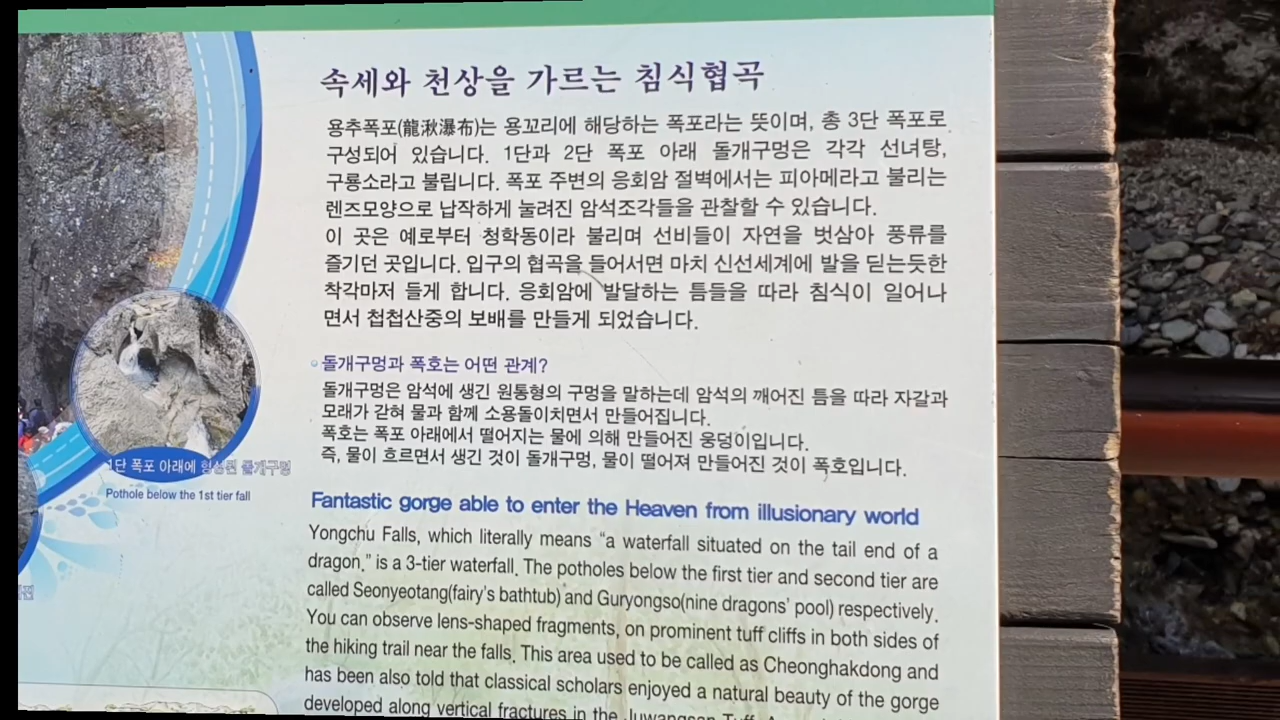 속세와 천상을 가르는 침식협곡
용추폭포(龍湫瀑布)는 용꼬리에 해당하는 폭포라는 뜻이며, 총 3단 폭포로
구성되어 있습니다. 1단과 2단 폭포 아래 돌개구멍은 각각 선녀탕,
구룡소라고 불립니다. 폭포 주변의 응회암 절벽에서는 피아메라고 불리는
렌즈모양으로 납작하게 눌려진 암석조각들을 관찰할 수 있습니다.
이 곳은 예로부터 청학동이라 불리며 선비들이 자연을 벗삼아 풍류를
즐기던 곳입니다. 입구의 협곡을 들어서면 마치 신선세계에 발을 딛는듯한
착각마저 들게 합니다. 응회암에 발달하는 틈들을 따라 침식이 일어나
면서 첩첩산중의 보배를 만들게 되었습니다.
돌개구멍과 폭호는 어떤 관계?
돌개구멍은 암석에 생긴 원통형의 구멍을 말하는데 암석의 깨어진 틈을 따라 자갈과
모래가 갇혀 물과 함께 소용돌이치면서 만들어집니다.
폭호는 폭포 아래에서 떨어지는 물에 의해 만들어진 웅덩이입니다.
즉, 물이 흐르면서 생긴 것이 돌개구멍, 물이 떨어져 만들어진 것이 폭호입니다.
1단 폭포 아래에 형성된 돌개구멍
Pothole below the 1st tier fall
Fantastic gorge able to enter the Heaven from illusionary world
Yongchu Falls, which literally means “a waterfall situated on the tail end of a
dragon.” is a 3-tier waterfall. The potholes below the first tier and second tier are
called Seonyeotang(fairy's bathtub) and Guryongso(nine dragons' pool) respectively.
You can observe lens-shaped fragments, on prominent tuff cliffs in both sides of
the hiking trail near the falls. This area used to be called as Cheonghakdong and
has been also told that classical scholars enjoyed a natural beauty of the gorge
developed along vertical fractures in the Juwangsan Tuff.